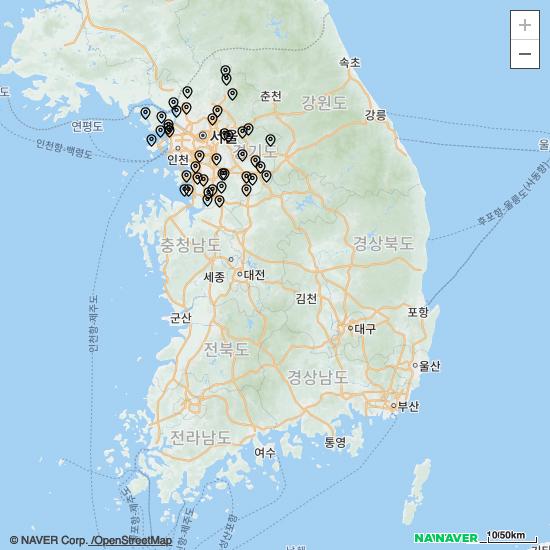 +
−
속초
춘천
강원도
강릉
연평도
인천항-백령도
서울
인천
경기도
울
후포항-울릉도(사동항)
충청남도
경상북도
세종
대전
인천항-제주도
김천
군산
포항
전북도
대구
경상남도
울산
부산
전라남도
통영
여수
© NAVER Corp. /OpenStreetMap
NAVER
10/50km